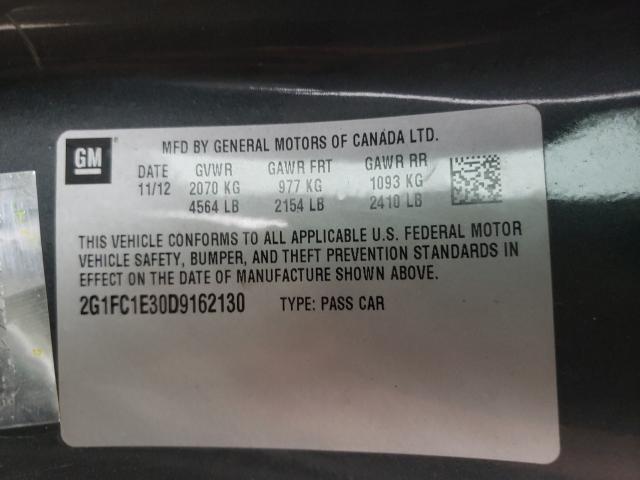 GM
MFD BY GENERAL MOTORS OF CANADA LTD.
DATE GVWR GAWR FRT GAWR RR
11/12 2070 KG 977 KG 1093 KG
4564 LB 2154 LB 2410 LB
THIS VEHICLE CONFORMS TO ALL APPLICABLE U.S. FEDERAL MOTOR
VEHICLE SAFETY, BUMPER, AND THEFT PREVENTION STANDARDS IN
EFFECT ON THE DATE OF MANUFACTURE SHOWN ABOVE.
2G1FC1E30D9162130 TYPE: PASS CAR